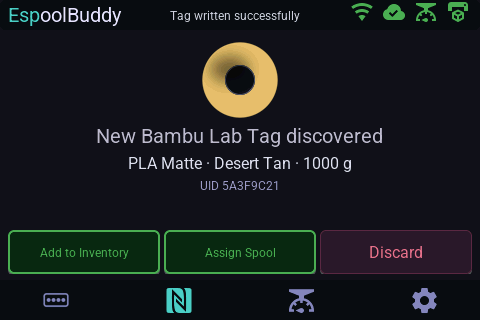 EspoolBuddy
Tag written successfully
New Bambu Lab Tag discovered
PLA Matte · Desert Tan · 1000 g
UID 5A3F9C21
Add to Inventory
Assign Spool
Discard